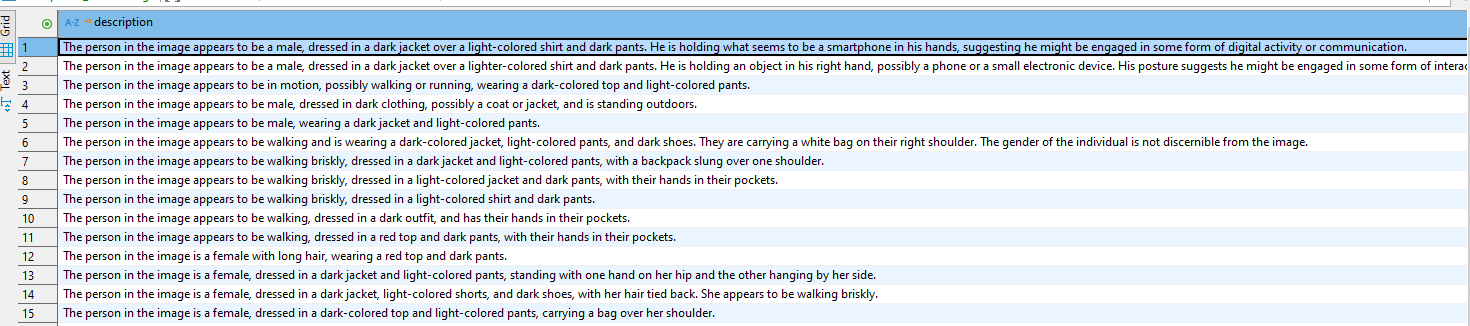 Grid
Text
A-Z description
1 The person in the image appears to be a male, dressed in a dark jacket over a light-colored shirt and dark pants. He is holding what seems to be a smartphone in his hands, suggesting he might be engaged in some form of digital activity or communication.
2 The person in the image appears to be a male, dressed in a dark jacket over a lighter-colored shirt and dark pants. He is holding an object in his right hand, possibly a phone or a small electronic device. His posture suggests he might be engaged in some form of interac
3 The person in the image appears to be in motion, possibly walking or running, wearing a dark-colored top and light-colored pants.
4 The person in the image appears to be male, dressed in dark clothing, possibly a coat or jacket, and is standing outdoors.
5 The person in the image appears to be male, wearing a dark jacket and light-colored pants.
6 The person in the image appears to be walking and is wearing a dark-colored jacket, light-colored pants, and dark shoes. They are carrying a white bag on their right shoulder. The gender of the individual is not discernible from the image.
7 The person in the image appears to be walking briskly, dressed in a dark jacket and light-colored pants, with a backpack slung over one shoulder.
8 The person in the image appears to be walking briskly, dressed in a light-colored jacket and dark pants, with their hands in their pockets.
9 The person in the image appears to be walking briskly, dressed in a light-colored shirt and dark pants.
10 The person in the image appears to be walking, dressed in a dark outfit, and has their hands in their pockets.
11 The person in the image appears to be walking, dressed in a red top and dark pants, with their hands in their pockets.
12 The person in the image is a female with long hair, wearing a red top and dark pants.
13 The person in the image is a female, dressed in a dark jacket and light-colored pants, standing with one hand on her hip and the other hanging by her side.
14 The person in the image is a female, dressed in a dark jacket, light-colored shorts, and dark shoes, with her hair tied back. She appears to be walking briskly.
15 The person in the image is a female, dressed in a dark-colored top and light-colored pants, carrying a bag over her shoulder.